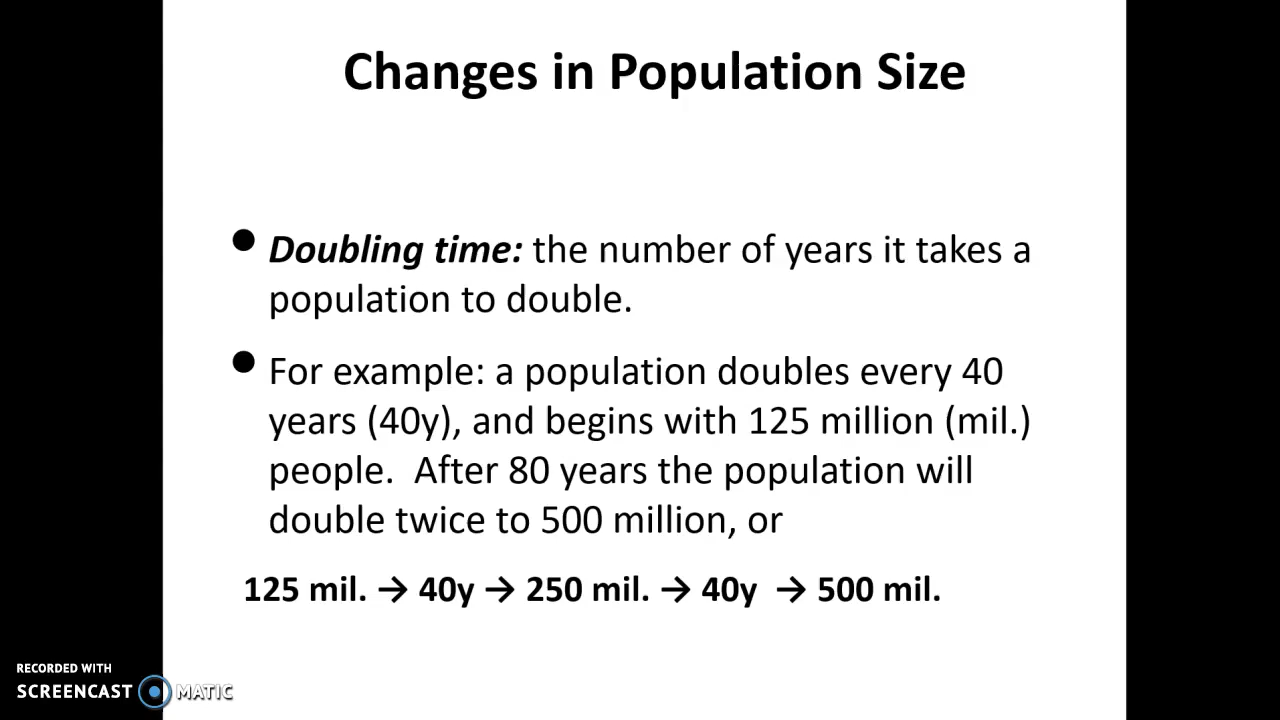 Changes in Population Size
• Doubling time: the number of years it takes a
population to double.
• For example: a population doubles every 40
years (40y), and begins with 125 million (mil.)
people.  After 80 years the population will
double twice to 500 million, or
125 mil. → 40y → 250 mil. → 40y  → 500 mil.
RECORDED WITH
SCREENCAST MATIC